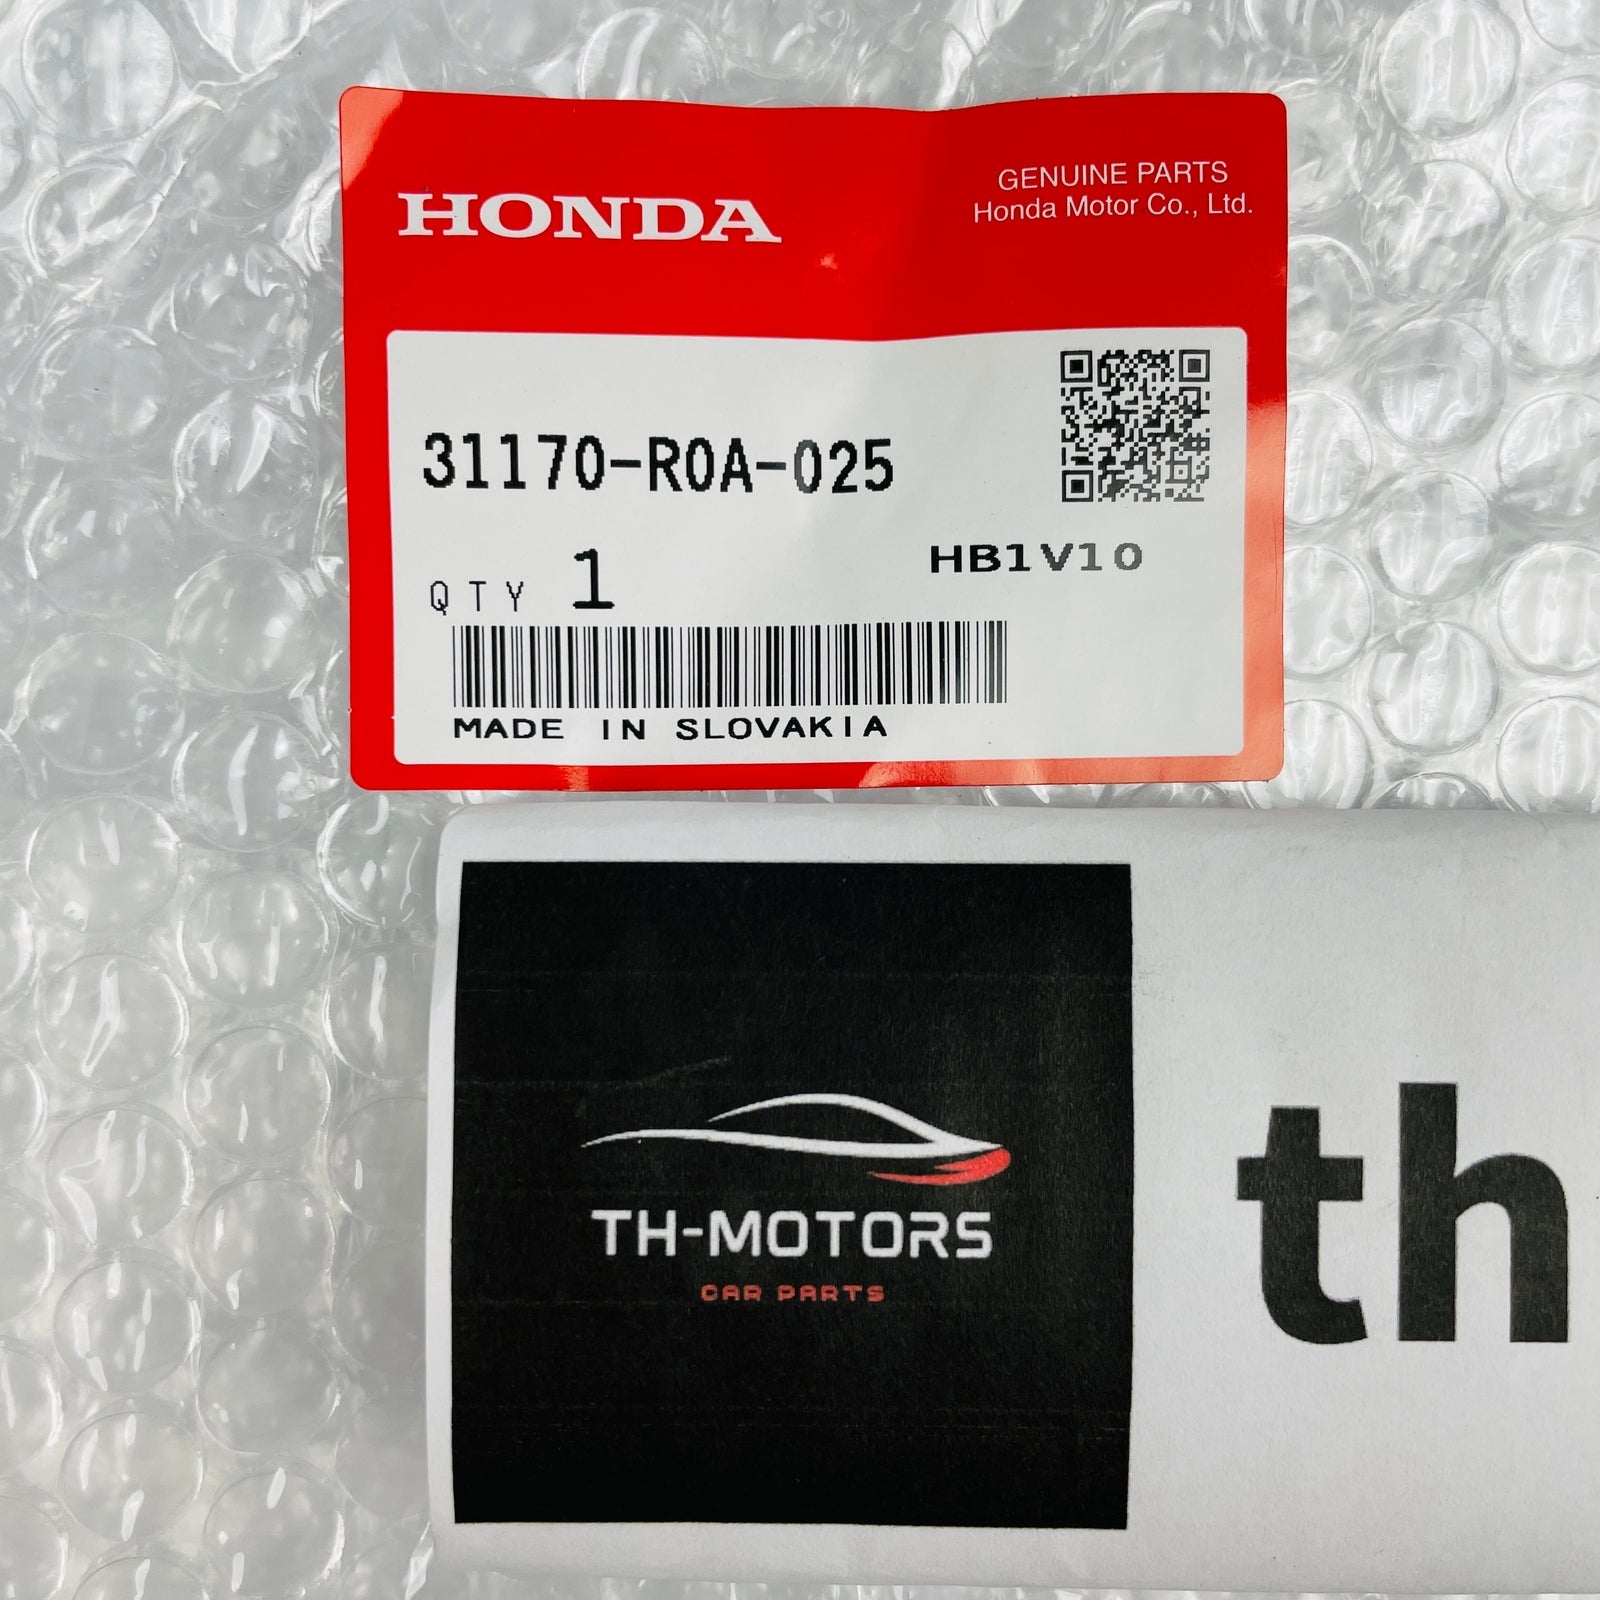 HONDA
GENUINE PARTS
Honda Motor Co., Ltd.
31170-R0A-025
HB1V10
QTY 1
MADE IN SLOVAKIA
TH-MOTORS
CAR PARTS
th